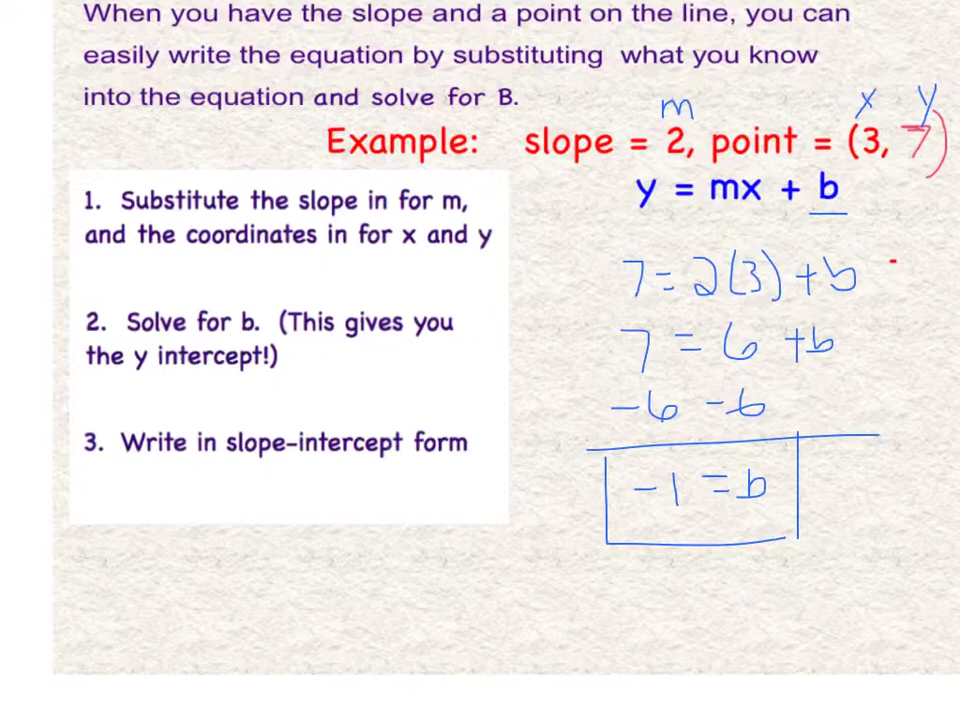 When you have the slope and a point on the line, you can
easily write the equation by substituting what you know
into the equation and solve for B.
m x y
Example: slope = 2, point = (3, 7)
y = mx + b
1. Substitute the slope in for m,
and the coordinates in for x and y
7 = 2(3) + b
2. Solve for b. (This gives you
the y intercept!)
7 = 6 + b
-6 -6
3. Write in slope-intercept form
-1 = b